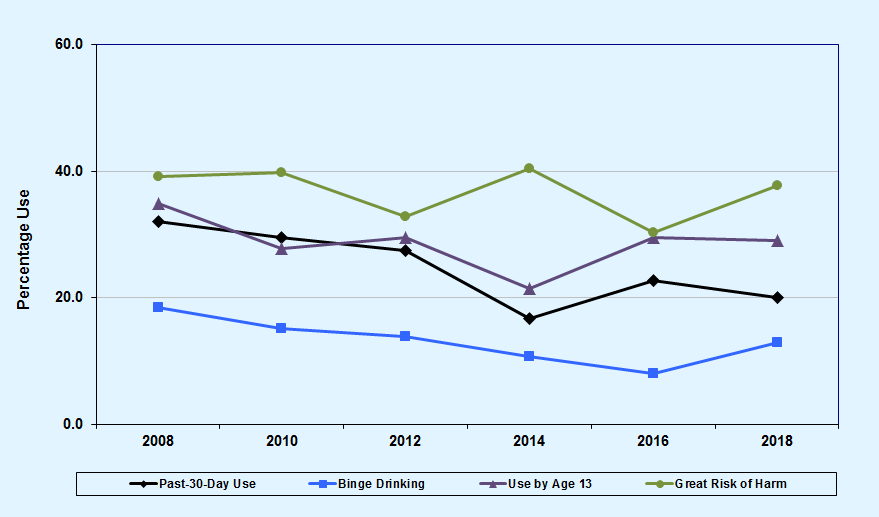 60.0
40.0
20.0
0.0
Percentage Use
2008 2010 2012 2014 2016 2018
Past-30-Day Use Binge Drinking Use by Age 13 Great Risk of Harm